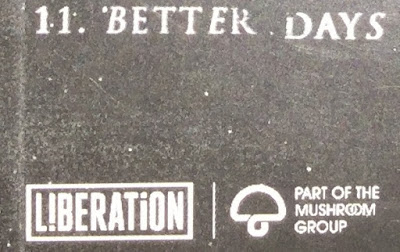 11. BETTER DAYS
L!BERATiON
PART OF THE
MUSHROOM
GROUP